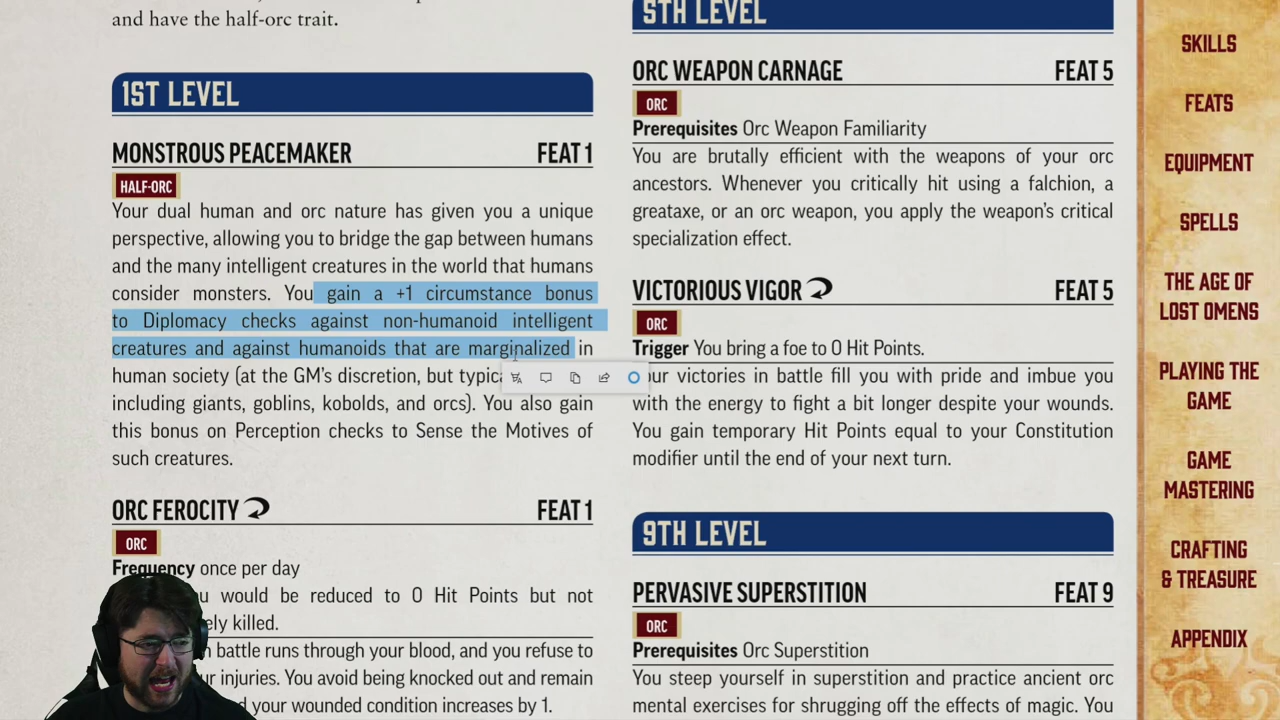 and have the half-orc trait.
1ST LEVEL
MONSTROUS PEACEMAKER FEAT 1
HALF-ORC
Your dual human and orc nature has given you a unique
perspective, allowing you to bridge the gap between humans
and the many intelligent creatures in the world that humans
consider monsters. You gain a +1 circumstance bonus
to Diplomacy checks against non-humanoid intelligent
creatures and against humanoids that are marginalized in
human society (at the GM's discretion, but
including giants, goblins, kobolds, and orcs). You also gain
this bonus on Perception checks to Sense the Motives of
such creatures.
ORC FEROCITY FEAT 1
ORC
Frequency once per day
would be reduced to 0 Hit Points but not
killed.
battle runs through your blood, and you refuse to
injuries. You avoid being knocked out and remain
your wounded condition increases by 1.
5TH LEVEL
ORC WEAPON CARNAGE FEAT 5
ORC
Prerequisites Orc Weapon Familiarity
You are brutally efficient with the weapons of your orc
ancestors. Whenever you critically hit using a falchion, a
greataxe, or an orc weapon, you apply the weapon's critical
specialization effect.
VICTORIOUS VIGOR FEAT 5
ORC
Trigger You bring a foe to 0 Hit Points.
our victories in battle fill you with pride and imbue you
with the energy to fight a bit longer despite your wounds.
You gain temporary Hit Points equal to your Constitution
modifier until the end of your next turn.
9TH LEVEL
PERVASIVE SUPERSTITION FEAT 9
ORC
Prerequisites Orc Superstition
You steep yourself in superstition and practice ancient orc
mental exercises for shrugging off the effects of magic. You
SKILLS
FEATS
EQUIPMENT
SPELLS
THE AGE OF
LOST OMENS
PLAYING THE
GAME
GAME
MASTERING
CRAFTING
& TREASURE
APPENDIX